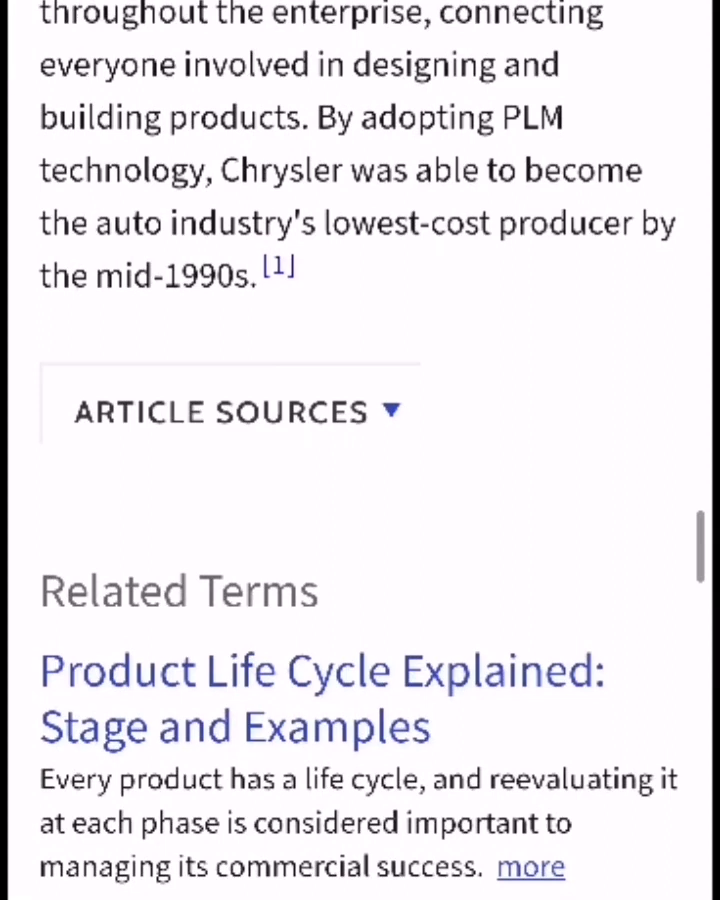 throughout the enterprise, connecting
everyone involved in designing and
building products. By adopting PLM
technology, Chrysler was able to become
the auto industry's lowest-cost producer by
the mid-1990s. [1]
ARTICLE SOURCES ▼
Related Terms
Product Life Cycle Explained:
Stage and Examples
Every product has a life cycle, and reevaluating it
at each phase is considered important to
managing its commercial success. more